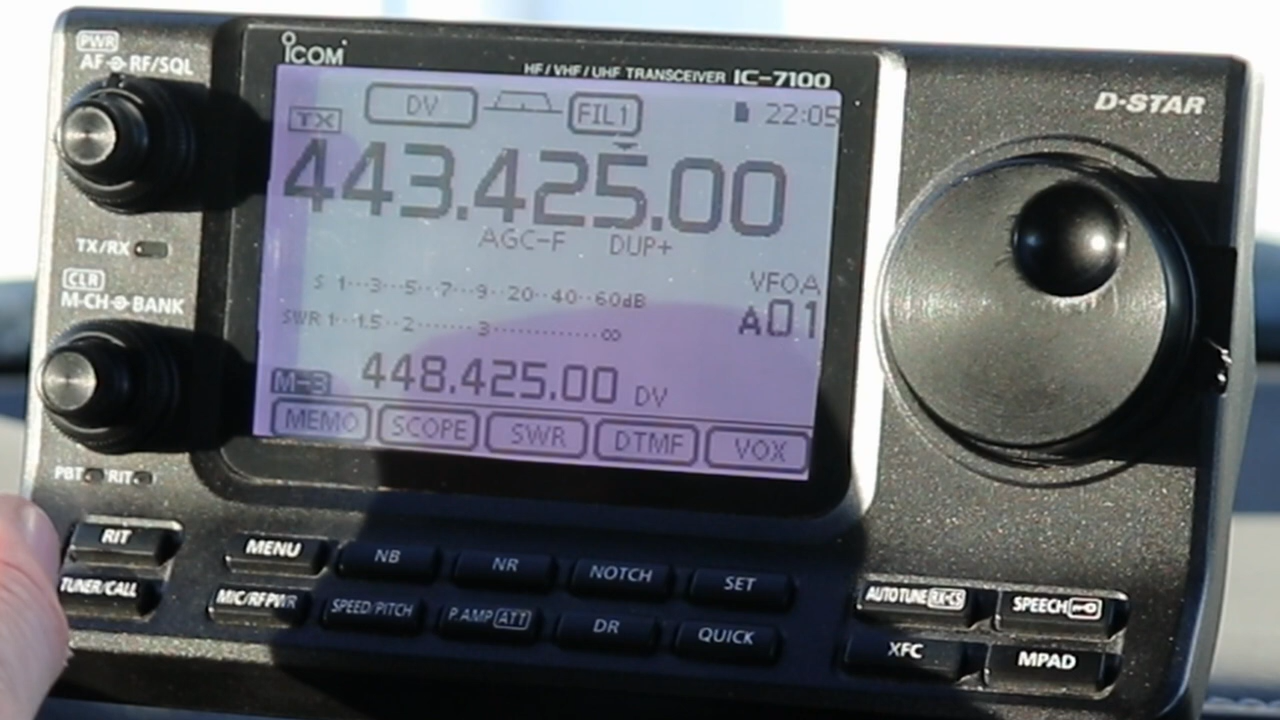 PWR
AF RF/SQL
ICOM
HF/VHF/UHF TRANSCEIVER IC-7100
D-STAR
DV FIL1 22:05
TX
443.425.00
AGC-F DUP+
TX/RX
CLR
M-CH BANK
S 1···3··5··7··9··20··40··60dB
VFOA
A01
SWR 1··1.5··2·······3·············∞
M-3 448.425.00 DV
MEMO SCOPE SWR DTMF VOX
PBT RIT
RIT MENU NB NR NOTCH SET AUTOTUNE RX-CS SPEECH
TUNER/CALL MIC/RF PWR SPEED/PITCH P.AMP ATT DR QUICK XFC MPAD